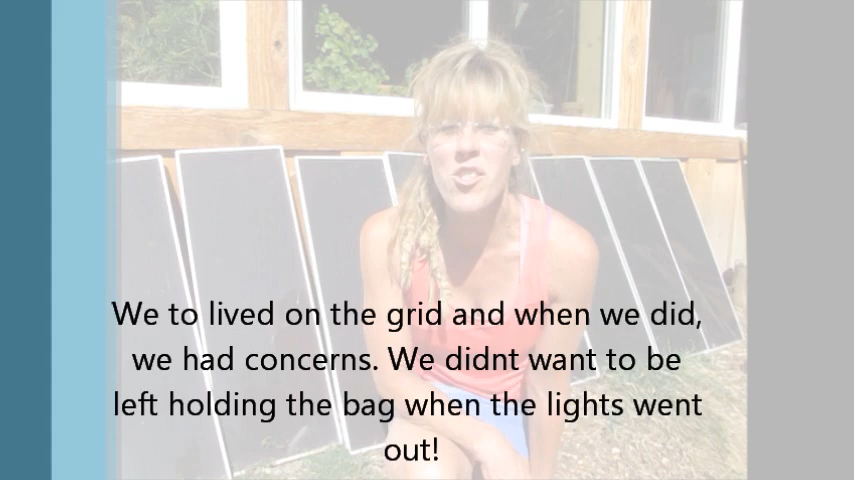 We to lived on the grid and when we did,
we had concerns. We didnt want to be
left holding the bag when the lights went
out!